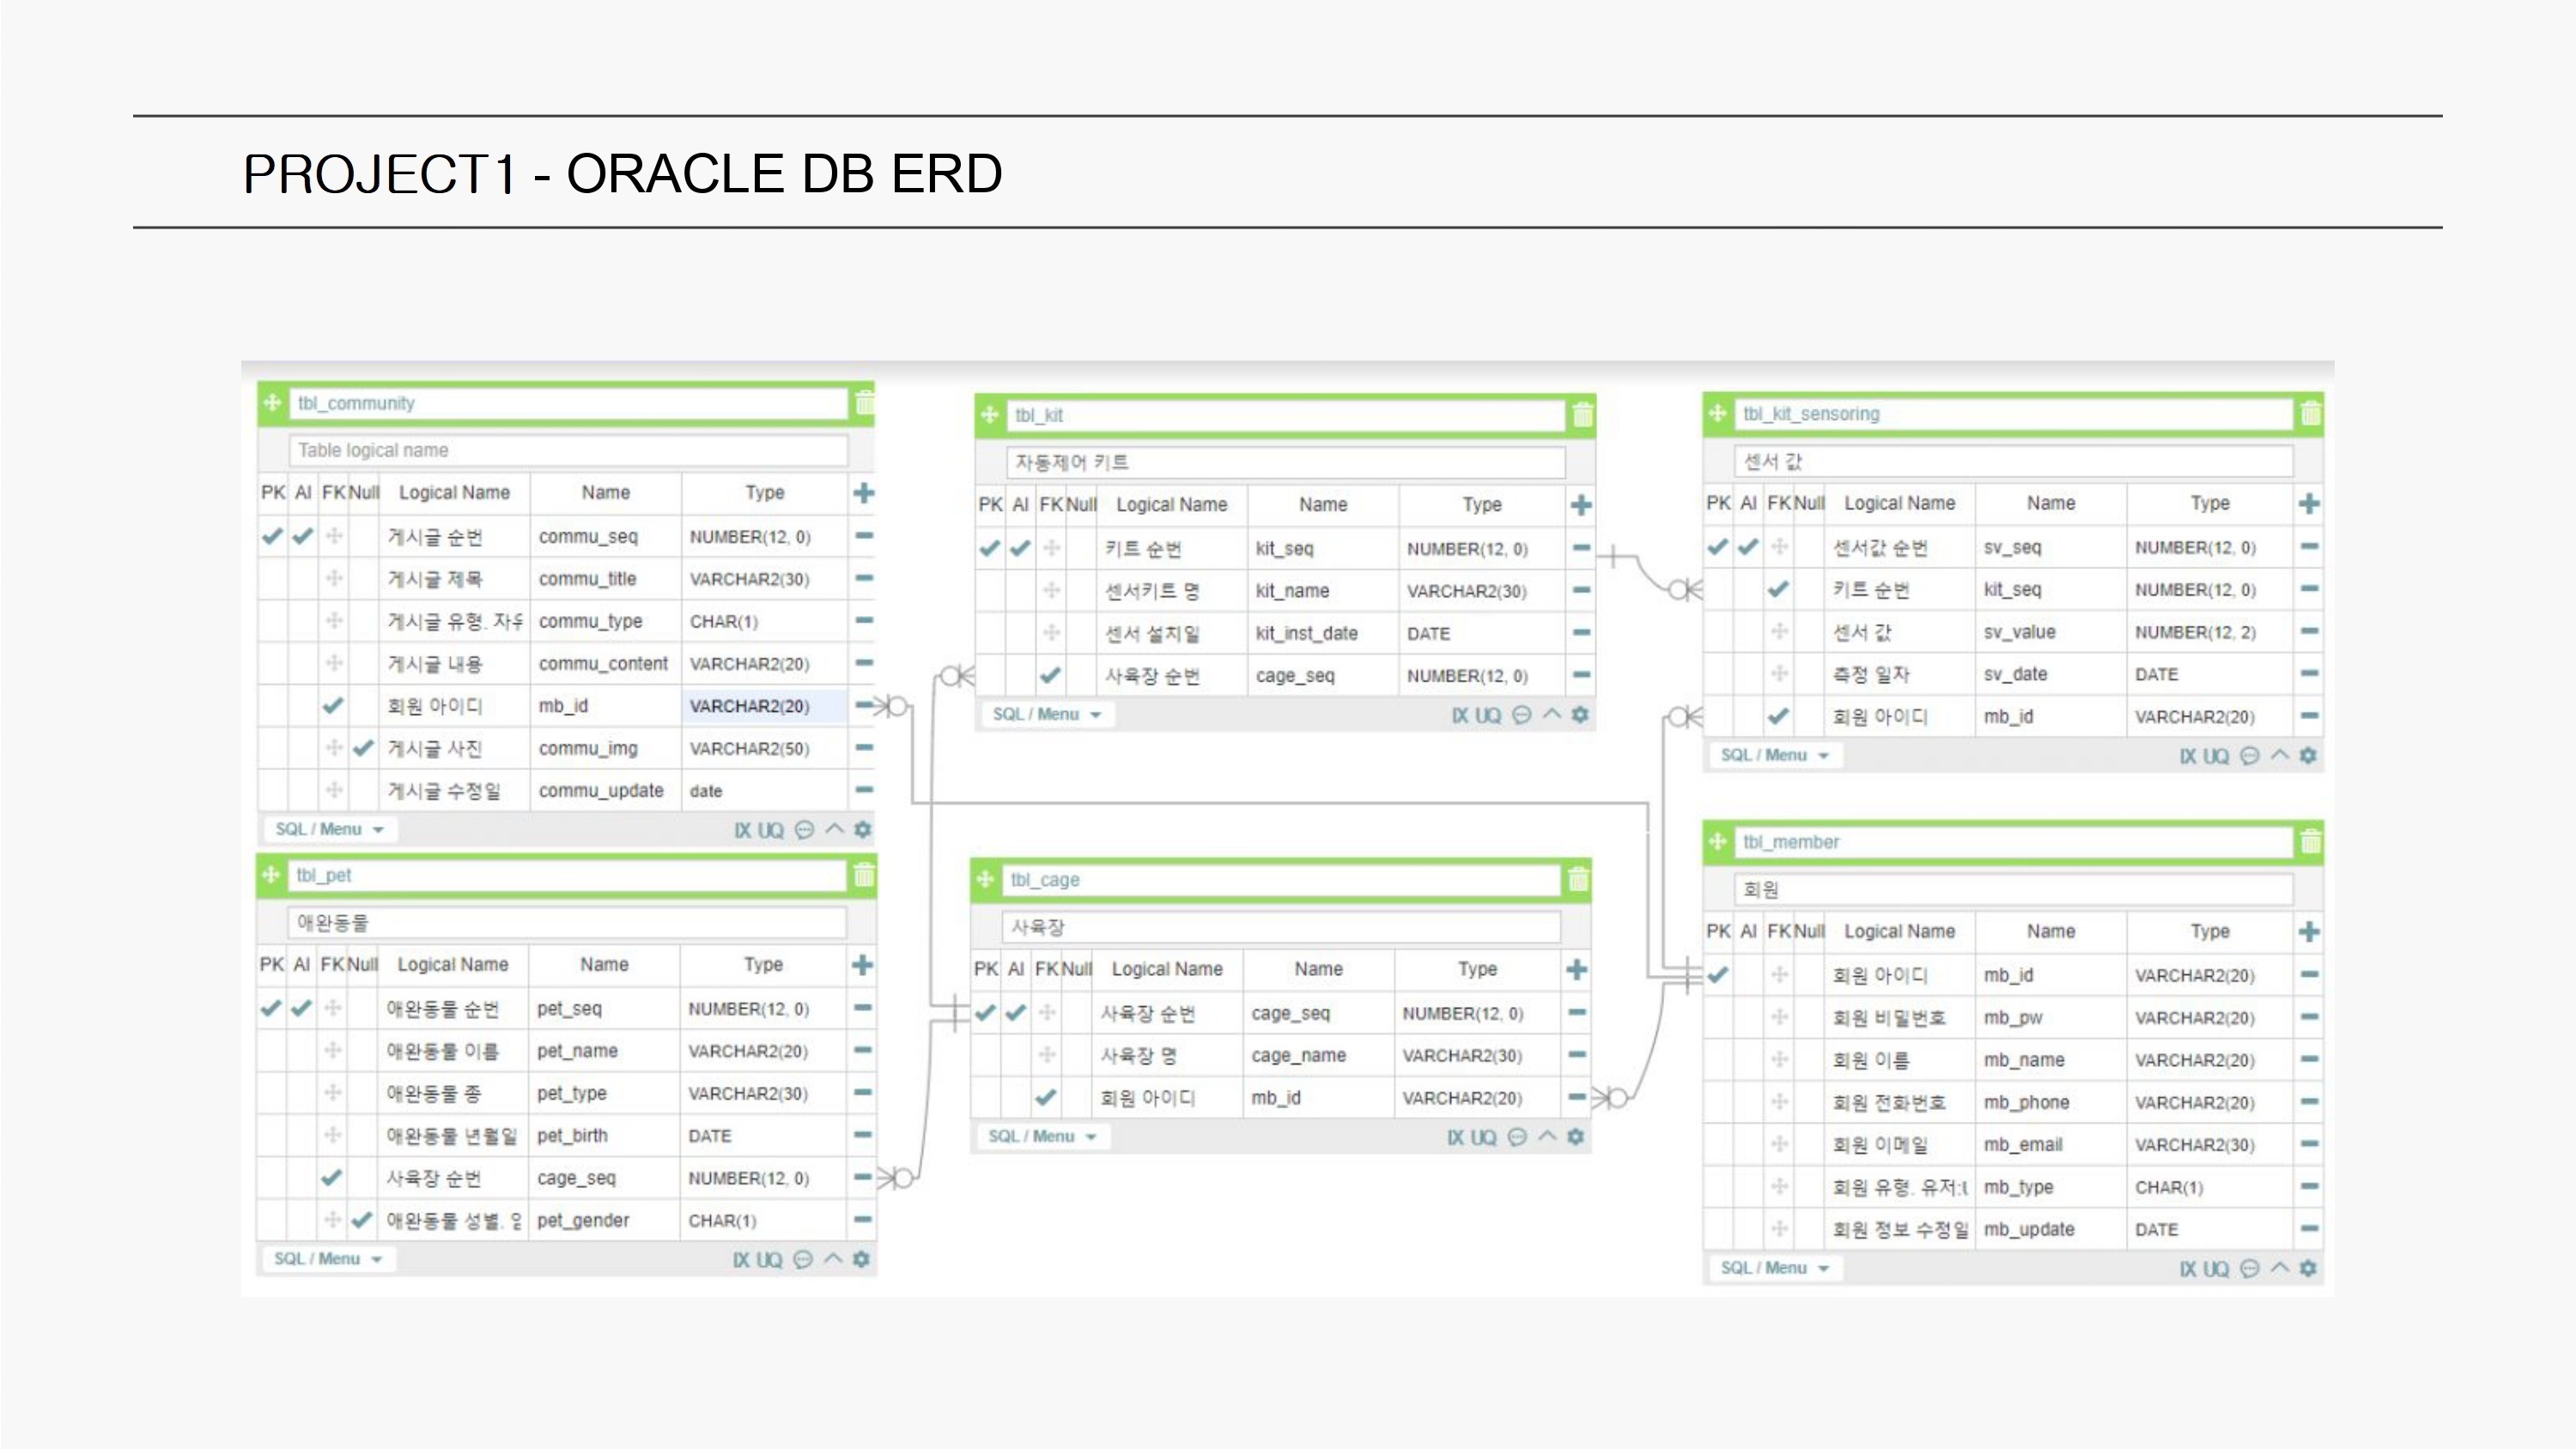 PROJECT1 - ORACLE DB ERD
tbl_community
Table logical name
PK AI FK Null Logical Name Name Type
게시글 순번 commu_seq NUMBER(12, 0)
게시글 제목 commu_title VARCHAR2(30)
게시글 유형. 자유 commu_type CHAR(1)
게시글 내용 commu_content VARCHAR2(20)
회원 아이디 mb_id VARCHAR2(20)
게시글 사진 commu_img VARCHAR2(50)
게시글 수정일 commu_update date
SQL / Menu IX UQ
tbl_pet
애완동물
PK AI FK Null Logical Name Name Type
애완동물 순번 pet_seq NUMBER(12, 0)
애완동물 이름 pet_name VARCHAR2(20)
애완동물 종 pet_type VARCHAR2(30)
애완동물 년월일 pet_birth DATE
사육장 순번 cage_seq NUMBER(12, 0)
애완동물 성별. pet_gender CHAR(1)
SQL / Menu IX UQ
tbl_kit
자동제어 키트
PK AI FK Null Logical Name Name Type
키트 순번 kit_seq NUMBER(12, 0)
센서키트 명 kit_name VARCHAR2(30)
센서 설치일 kit_inst_date DATE
사육장 순번 cage_seq NUMBER(12, 0)
SQL / Menu IX UQ
tbl_cage
사육장
PK AI FK Null Logical Name Name Type
사육장 순번 cage_seq NUMBER(12, 0)
사육장 명 cage_name VARCHAR2(30)
회원 아이디 mb_id VARCHAR2(20)
SQL / Menu IX UQ
tbl_kit_sensoring
센서 값
PK AI FK Null Logical Name Name Type
센서값 순번 sv_seq NUMBER(12, 0)
키트 순번 kit_seq NUMBER(12, 0)
센서 값 sv_value NUMBER(12, 2)
측정 일자 sv_date DATE
회원 아이디 mb_id VARCHAR2(20)
SQL / Menu IX UQ
tbl_member
회원
PK AI FK Null Logical Name Name Type
회원 아이디 mb_id VARCHAR2(20)
회원 비밀번호 mb_pw VARCHAR2(20)
회원 이름 mb_name VARCHAR2(20)
회원 전화번호 mb_phone VARCHAR2(20)
회원 이메일 mb_email VARCHAR2(30)
회원 유형. 유저: mb_type CHAR(1)
회원 정보 수정일 mb_update DATE
SQL / Menu IX UQ